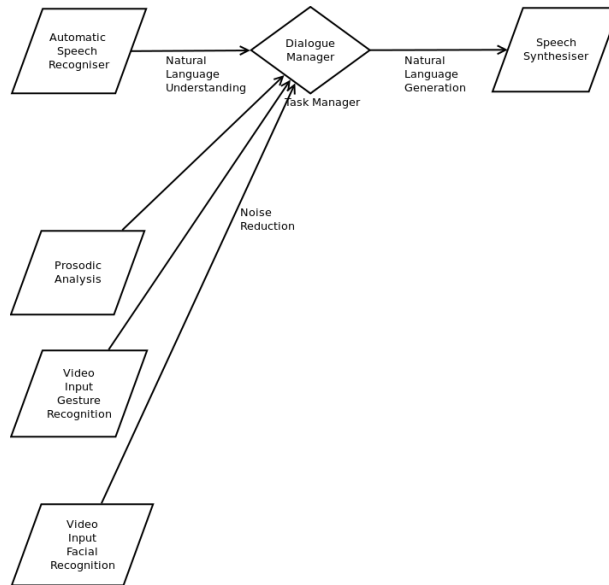 Automatic
Speech
Recogniser
Natural
Language
Understanding
Dialogue
Manager
Task Manager
Natural
Language
Generation
Speech
Synthesiser
Noise
Reduction
Prosodic
Analysis
Video
Input
Gesture
Recognition
Video
Input
Facial
Recognition